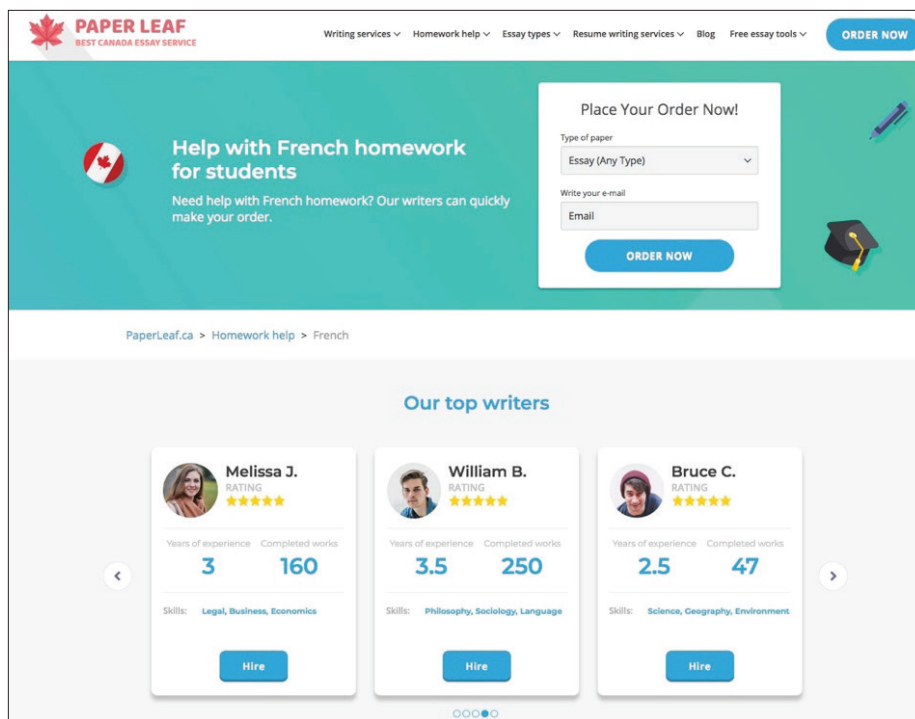 PAPER LEAF
BEST CANADA ESSAY SERVICE
Writing services Homework help Essay types Resume writing services Blog Free essay tools ORDER NOW
Help with French homework
for students
Need help with French homework? Our writers can quickly
make your order.
Place Your Order Now!
Type of paper
Essay (Any Type)
Write your e-mail
Email
ORDER NOW
PaperLeaf.ca > Homework help > French
Our top writers
Melissa J.
RATING
Years of experience Completed works
3 160
Skills: Legal, Business, Economics
Hire
William B.
RATING
Years of experience Completed works
3.5 250
Skills: Philosophy, Sociology, Language
Hire
Bruce C.
RATING
Years of experience Completed works
2.5 47
Skills: Science, Geography, Environment
Hire